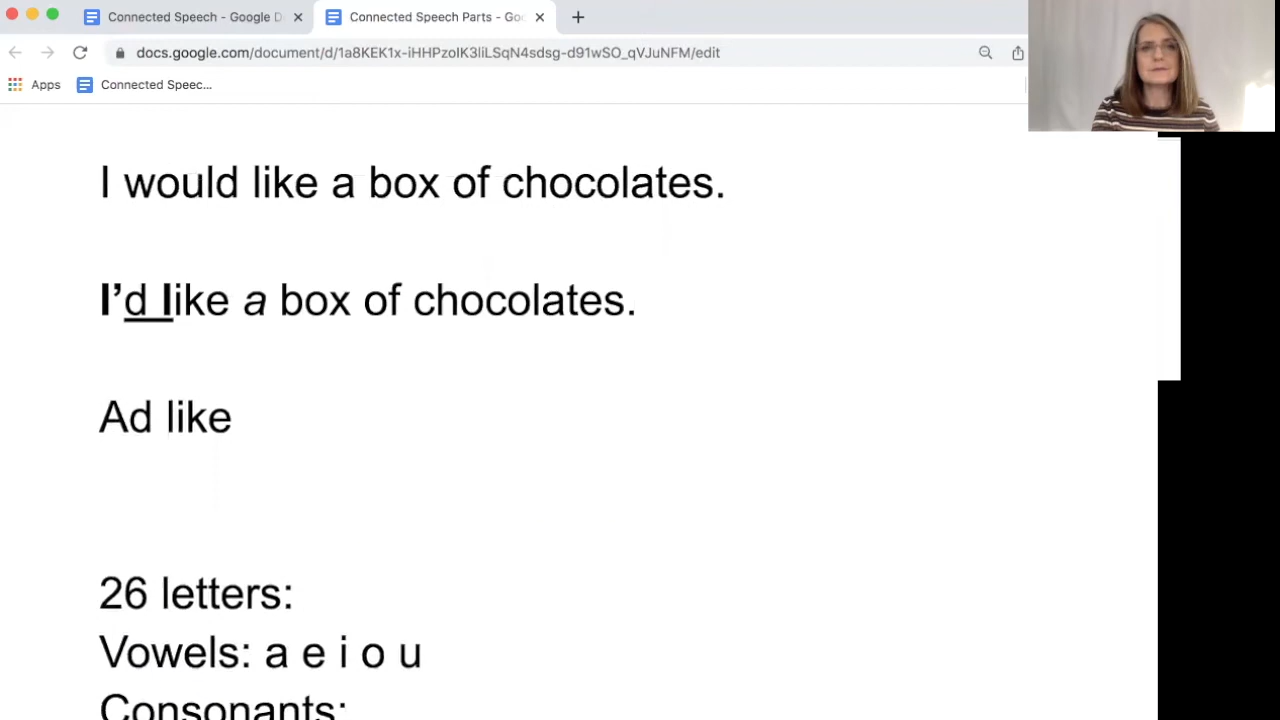 Connected Speech - Google D
Connected Speech Parts - Goo
docs.google.com/document/d/1a8KEK1x-iHHPzoIK3liLSqN4sdsg-d91wSO_qVJuNFM/edit
Apps
Connected Speec...
I would like a box of chocolates.
I'd like a box of chocolates.
Ad like
26 letters:
Vowels: a e i o u
Consonants: